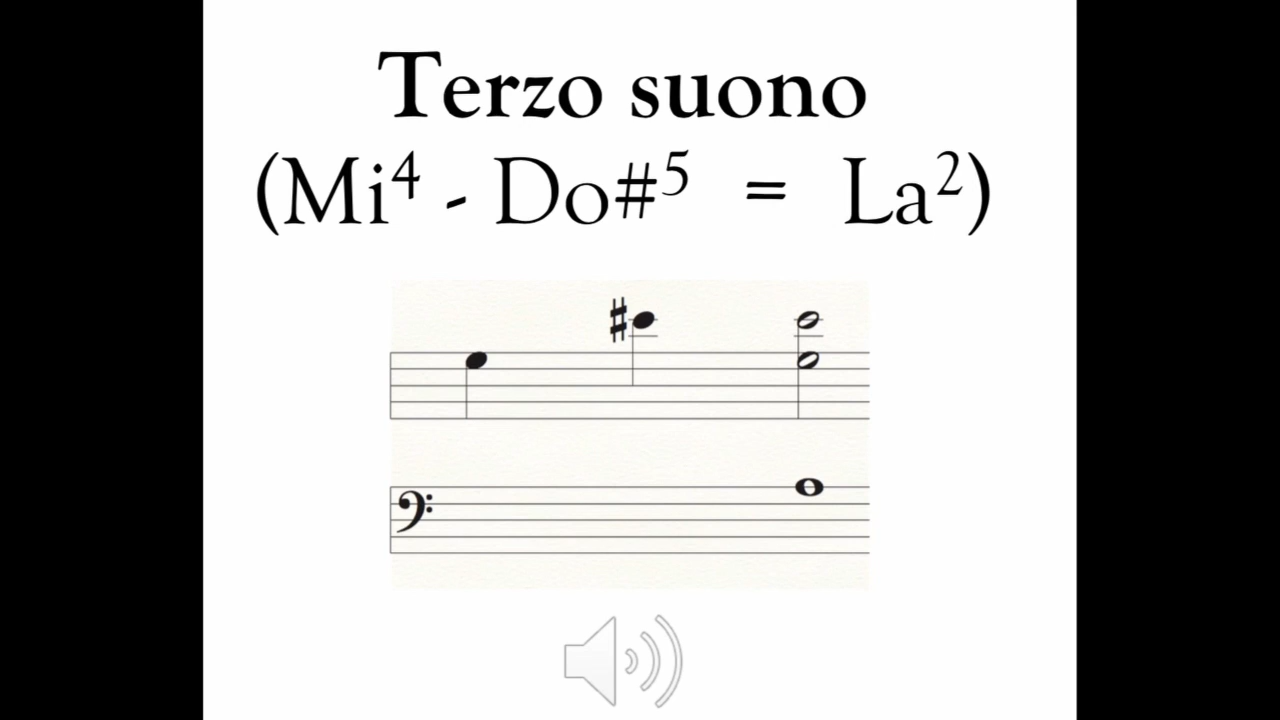 Terzo suono
(Mi⁴ - Do#⁵ = La²)